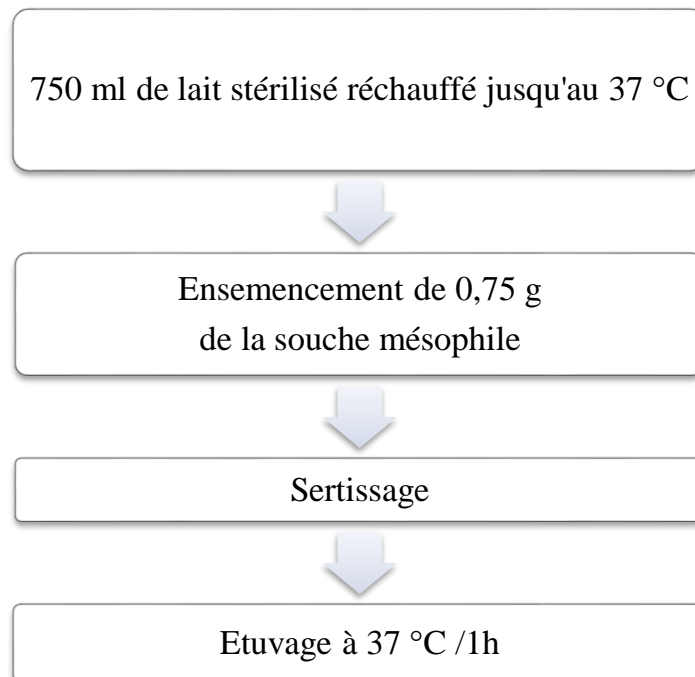 750 ml de lait stérilisé réchauffé jusqu'au 37 °C
Ensemencement de 0,75 g
de la souche mésophile
Sertissage
Etuvage à 37 °C /1h